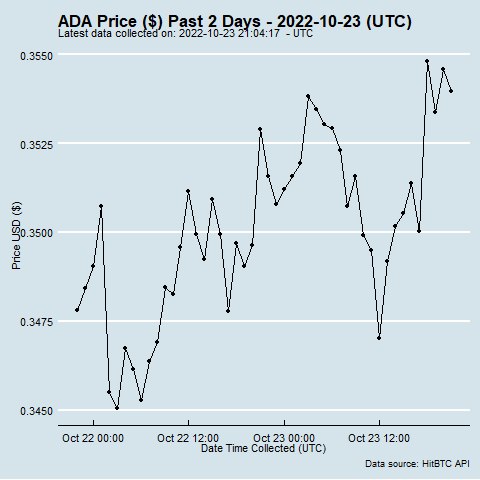 ADA Price ($) Past 2 Days - 2022-10-23 (UTC)
Latest data collected on: 2022-10-23 21:04:17 - UTC
0.3550
0.3525
0.3500
0.3475
0.3450
Price USD ($)
Oct 22 00:00 Oct 22 12:00 Oct 23 00:00 Oct 23 12:00
Date Time Collected (UTC)
Data source: HitBTC API